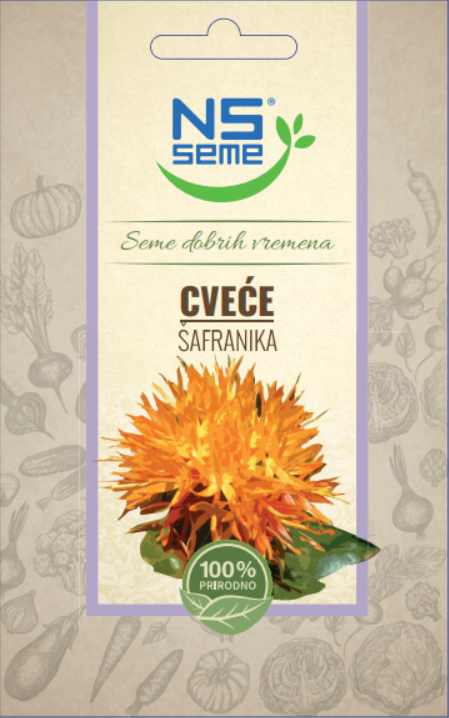 NS®
seme
Seme dobrih vremena
CVEĆE
ŠAFRANIKA
100%
PRIRODNO